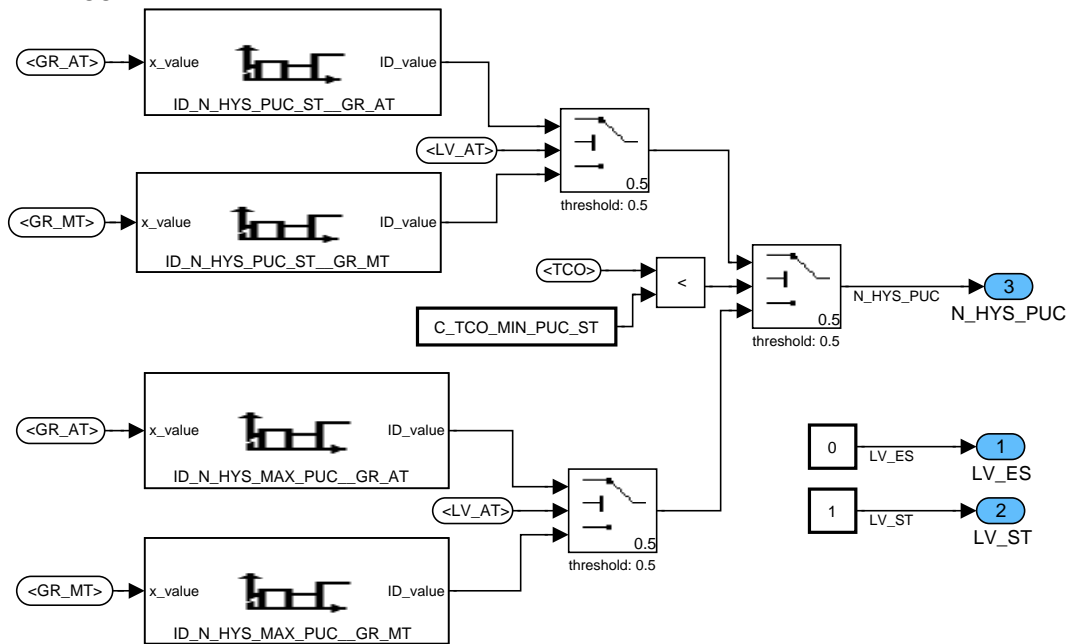 <GR_AT>
x_value
ID_value
ID_N_HYS_PUC_ST__GR_AT
<LV_AT>
0.5
threshold: 0.5
<GR_MT>
x_value
ID_value
ID_N_HYS_PUC_ST__GR_MT
<TCO>
<
C_TCO_MIN_PUC_ST
0.5
threshold: 0.5
N_HYS_PUC
3
N_HYS_PUC
<GR_AT>
x_value
ID_value
ID_N_HYS_MAX_PUC__GR_AT
<LV_AT>
0.5
threshold: 0.5
<GR_MT>
x_value
ID_value
ID_N_HYS_MAX_PUC__GR_MT
0
LV_ES
1
LV_ES
1
LV_ST
2
LV_ST